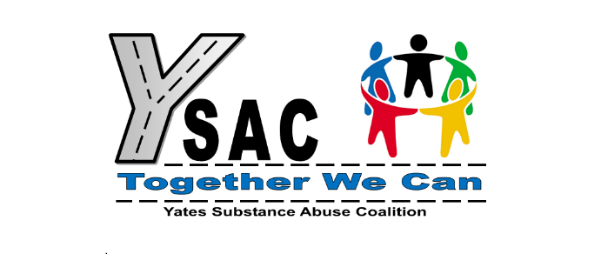 YSAC
Together We Can
Yates Substance Abuse Coalition